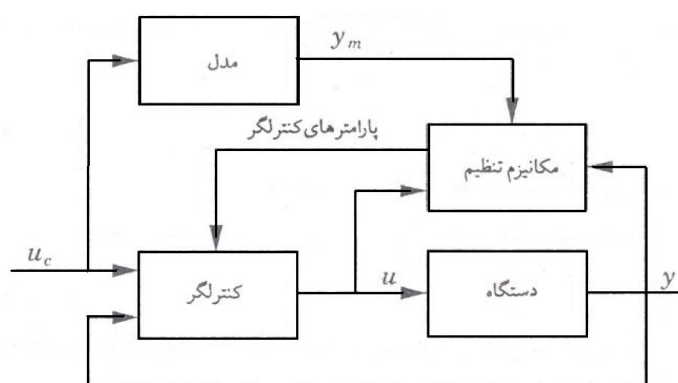 مدل
y_m
پارامترهای کنترلگر
مکانیزم تنظیم
u_c
کنترلگر
u
دستگاه
y